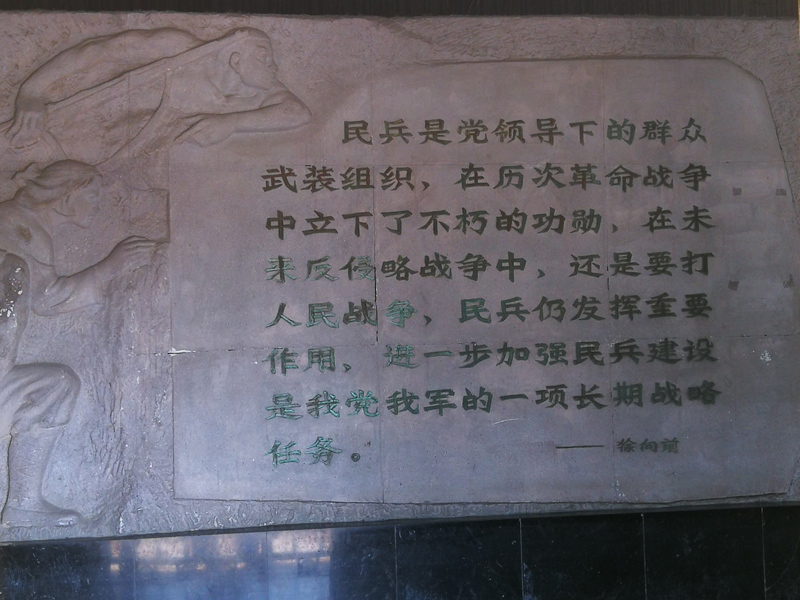 民兵是党领导下的群众
武装组织，在历次革命战争
中立下了不朽的功勋，在未
来反侵略战争中，还是要打
人民战争，民兵仍发挥重要
作用，进一步加强民兵建设
是我党我军的一项长期战略
任务。
——徐向前